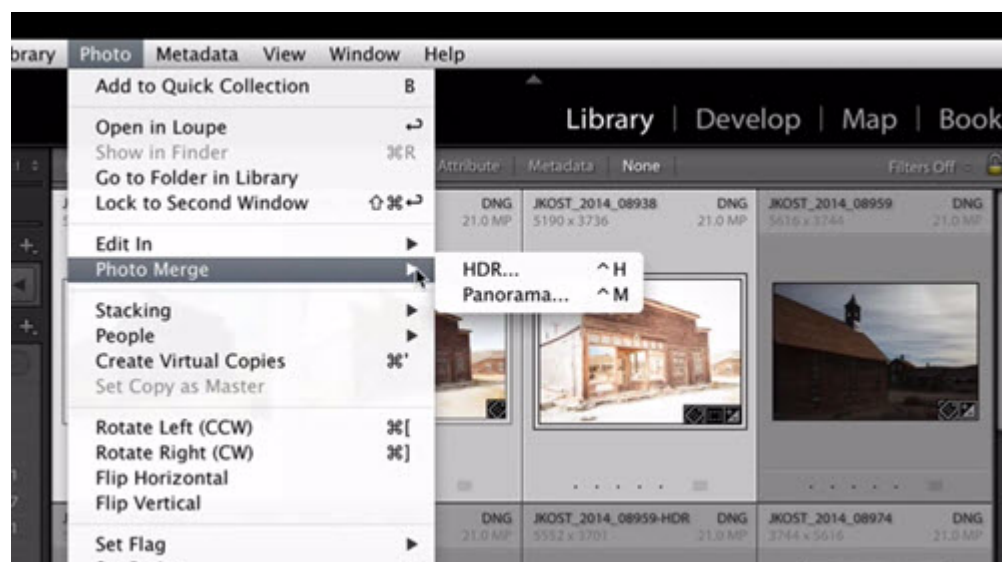 brary Photo Metadata View Window Help
Add to Quick Collection B
Open in Loupe ↩
Show in Finder ⌘R
Go to Folder in Library
Lock to Second Window ⇧⌘↩
Edit In ▶
Photo Merge ▶
HDR... ^H
Panorama... ^M
Stacking ▶
People ▶
Create Virtual Copies ⌘'
Set Copy as Master
Rotate Left (CCW) ⌘[
Rotate Right (CW) ⌘]
Flip Horizontal
Flip Vertical
Set Flag ▶
Library | Develop | Map | Book
Attribute Metadata None Filters Off
DNG
21.0 MP
JKOST_2014_08938 DNG
5190 x 3736 21.0 MP
JKOST_2014_08959 DNG
5616 x 3744 21.0 MP
DNG
21.0 MP
JKOST_2014_08959-HDR DNG
5552 x 3701 21.0 MP
JKOST_2014_08974 DNG
3744 x 5616 21.0 MP